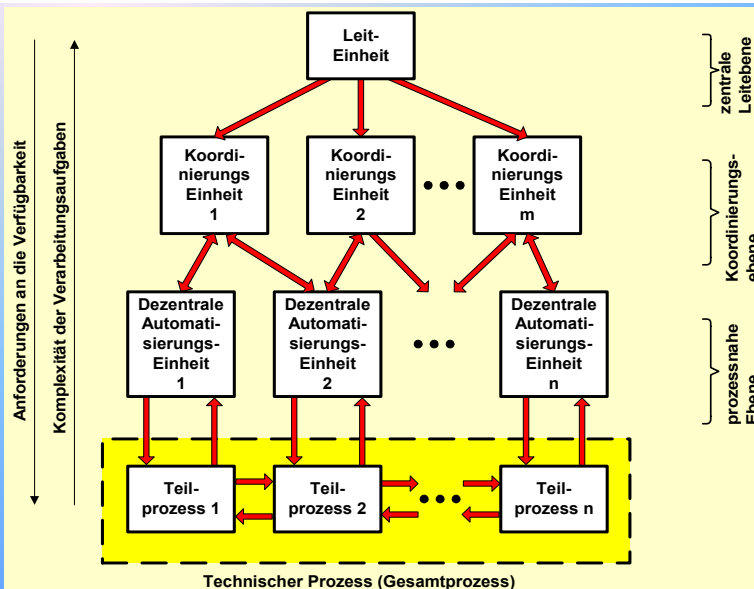 Leit-
Einheit
zentrale
Leitebene
Anforderungen an die Verfügbarkeit
Komplexität der Verarbeitungsaufgaben
Koordi-
nierungs
Einheit
1
Koordi-
nierungs
Einheit
2
Koordi-
nierungs
Einheit
m
Koordinierungs-
ebene
Dezentrale
Automati-
sierungs-
Einheit
1
Dezentrale
Automati-
sierungs-
Einheit
2
Dezentrale
Automati-
sierungs-
Einheit
n
prozessnahe
Ebene
Teil-
prozess 1
Teil-
prozess 2
Teil-
prozess n
Technischer Prozess (Gesamtprozess)